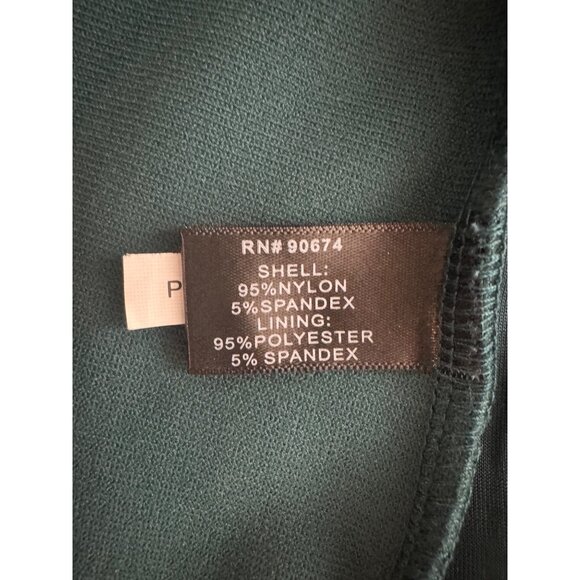 RN# 90674
SHELL:
95%NYLON
5%SPANDEX
LINING:
95%POLYESTER
5% SPANDEX
P